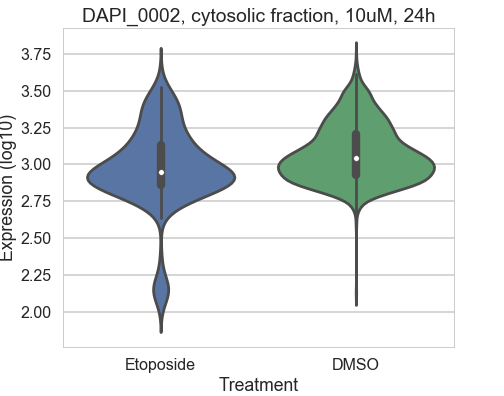 DAPI_0002, cytosolic fraction, 10uM, 24h
Expression (log10)
3.75
3.50
3.25
3.00
2.75
2.50
2.25
2.00
Etoposide DMSO
Treatment